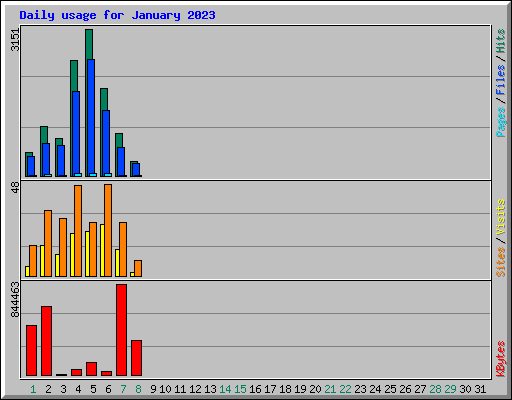 Daily usage for January 2023
3151
Pages / Files / Hits
48
Sites / Visits
844463
KBytes
1 2 3 4 5 6 7 8 9 10 11 12 13 14 15 16 17 18 19 20 21 22 23 24 25 26 27 28 29 30 31